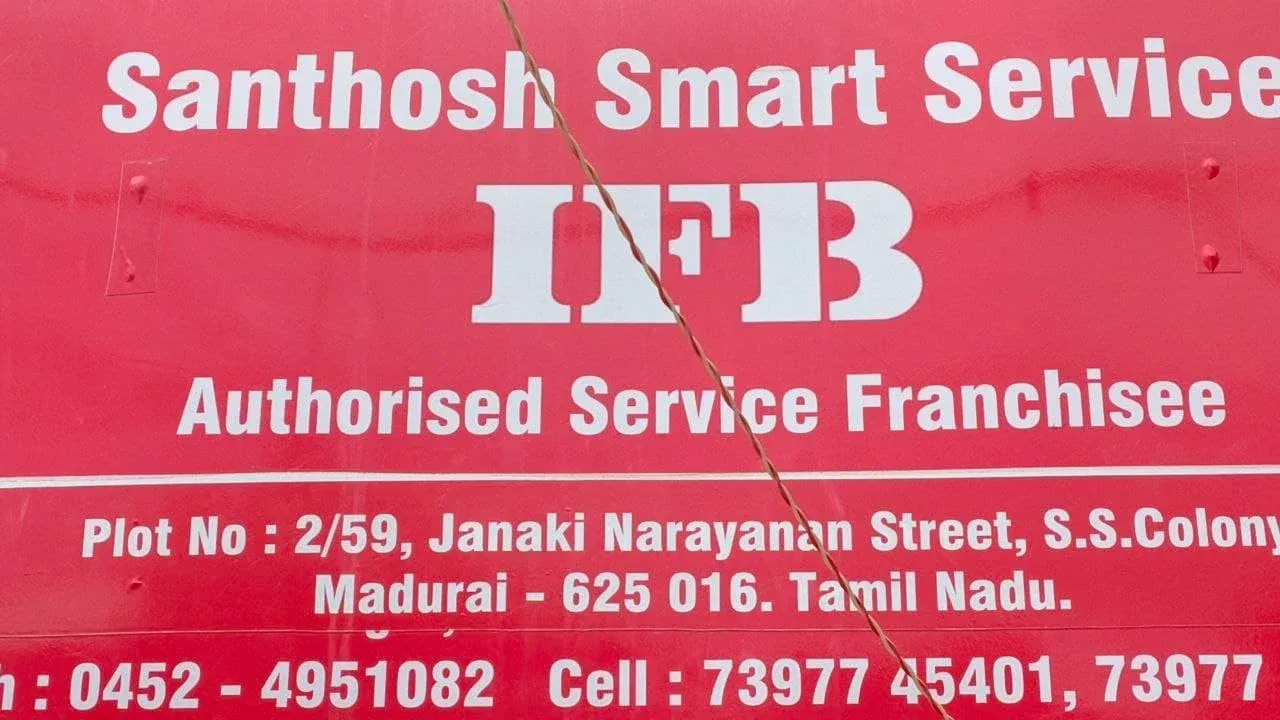 Santhosh Smart Service
IFB
Authorised Service Franchisee
Plot No : 2/59, Janaki Narayanan Street, S.S.Colony
Madurai - 625 016. Tamil Nadu.
h : 0452 - 4951082 Cell : 73977 45401, 73977